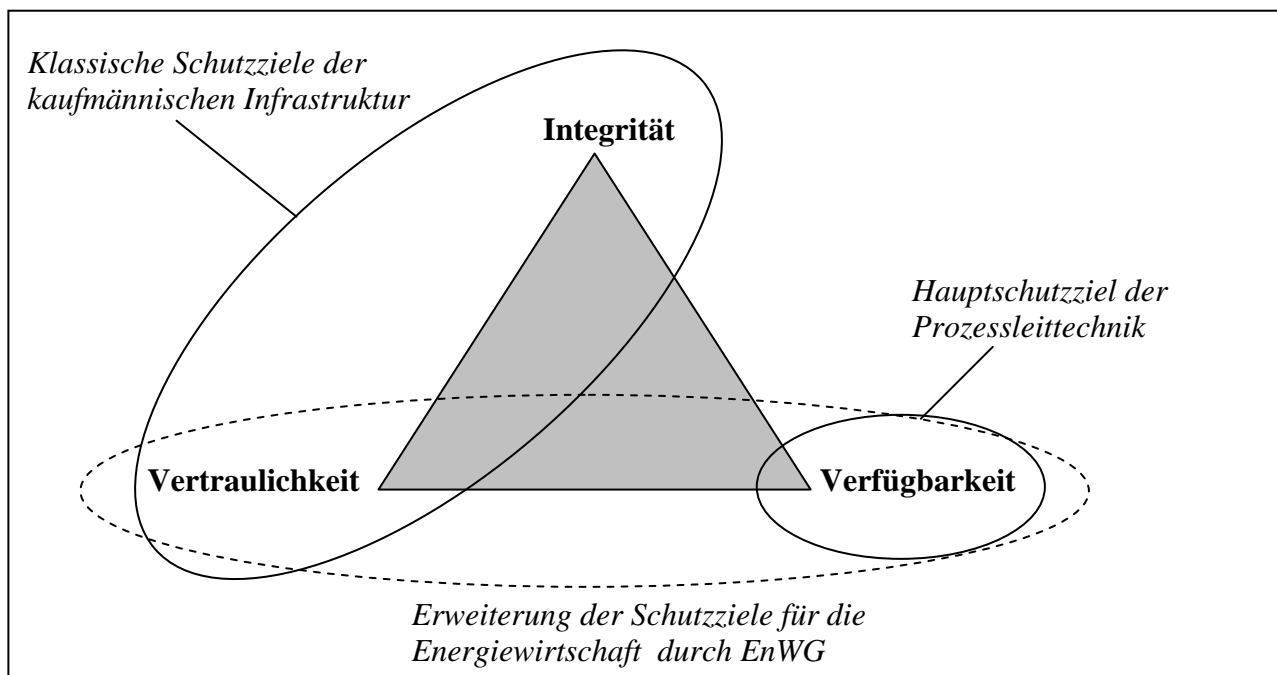 Klassische Schutzziele der
kaufmännischen Infrastruktur
Integrität
Hauptschutzziel der
Prozessleittechnik
Vertraulichkeit
Verfügbarkeit
Erweiterung der Schutzziele für die
Energiewirtschaft durch EnWG